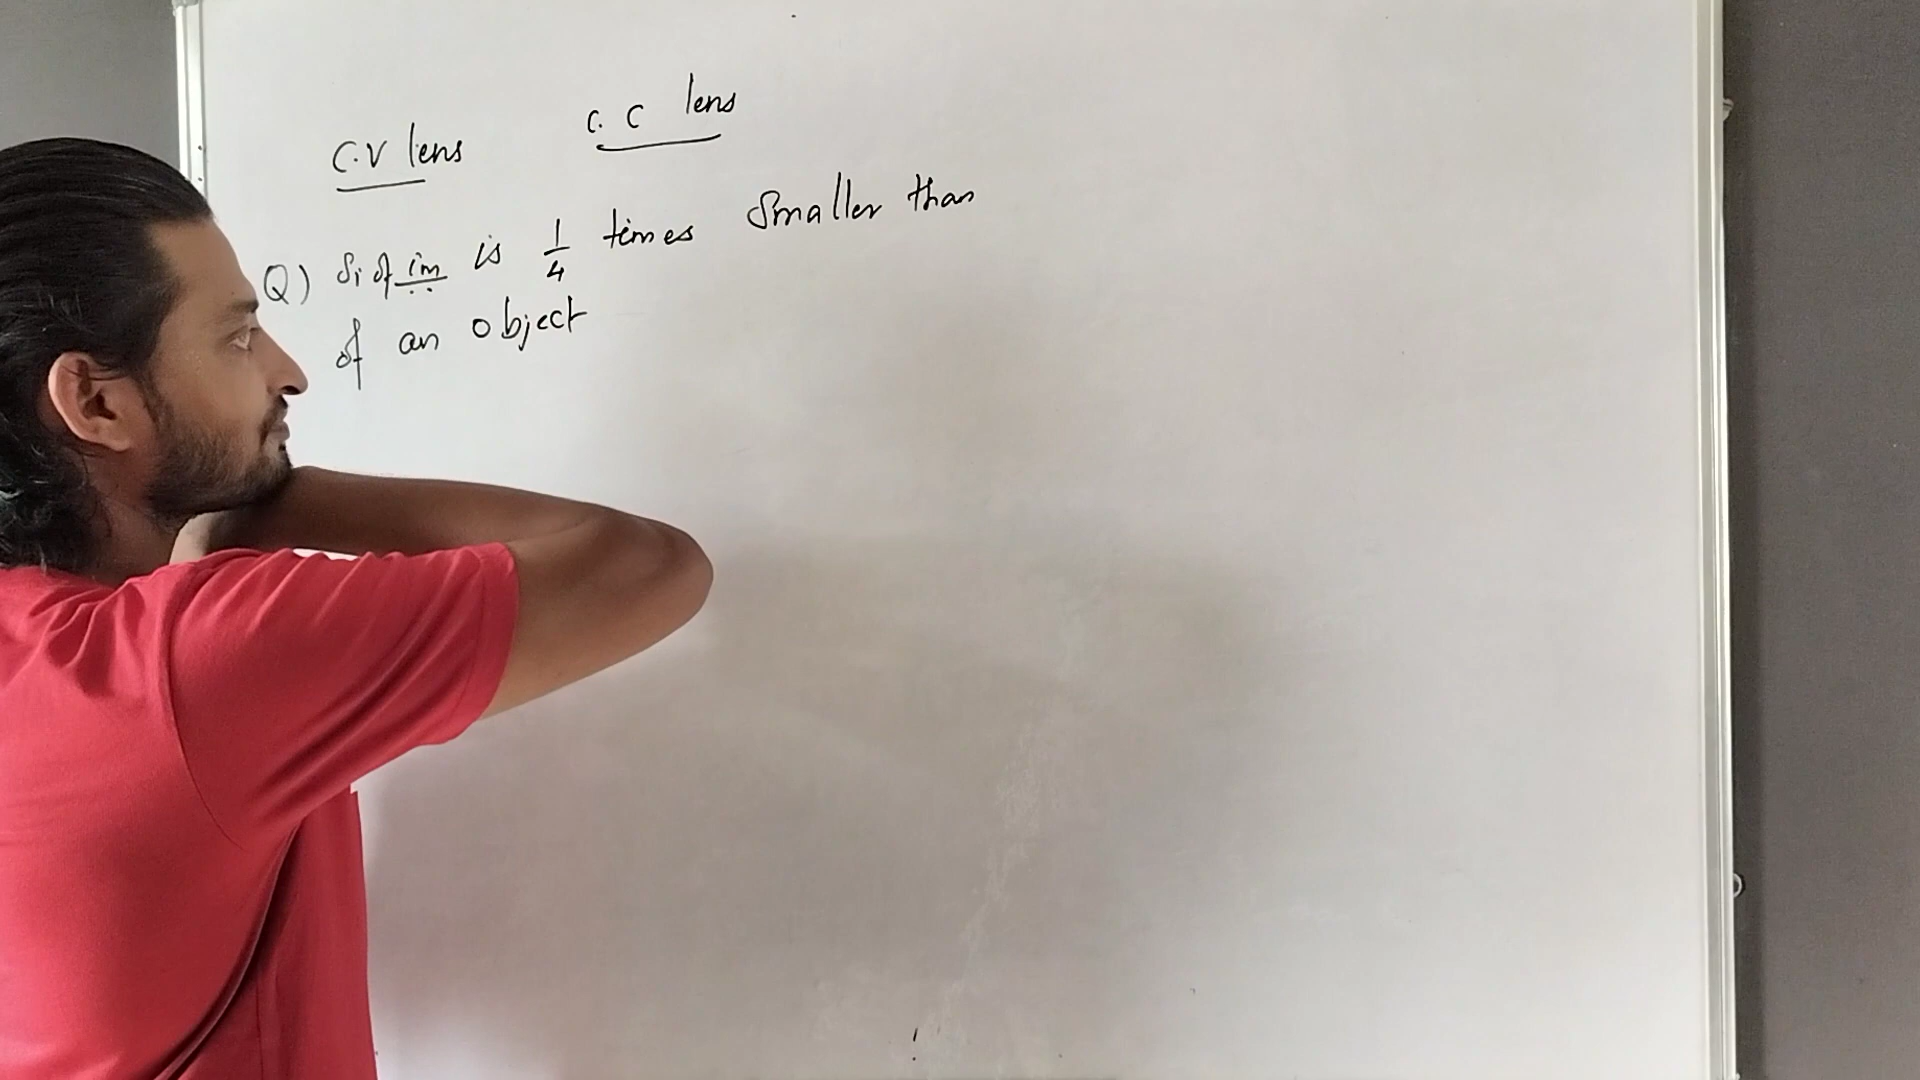 C.V lens
C.C lens
Q) Si of im is 1/4 times Smaller than
of an object